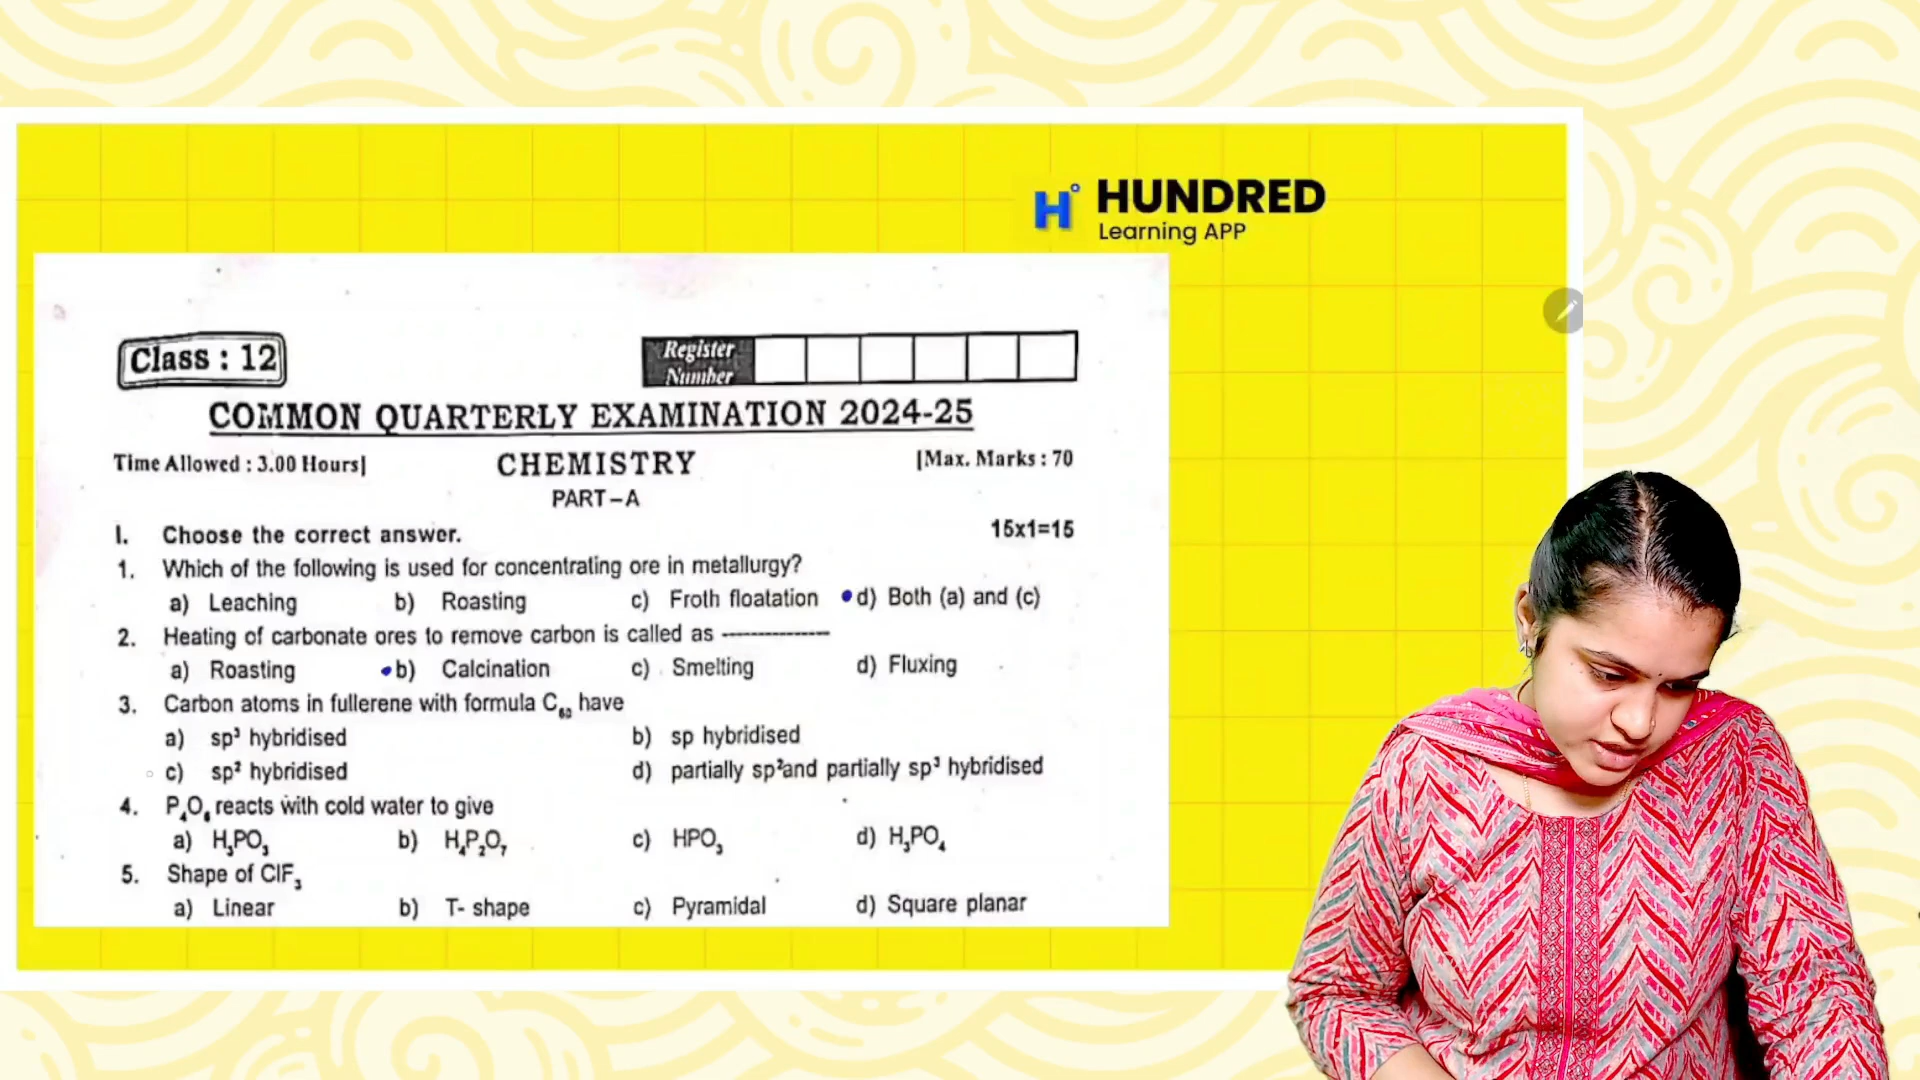 H° HUNDRED
Learning APP
Class : 12
Register
Number
COMMON QUARTERLY EXAMINATION 2024-25
Time Allowed : 3.00 Hours] CHEMISTRY [Max. Marks : 70
PART – A
I. Choose the correct answer. 15x1=15
1. Which of the following is used for concentrating ore in metallurgy?
a) Leaching b) Roasting c) Froth floatation d) Both (a) and (c)
2. Heating of carbonate ores to remove carbon is called as ----------------
a) Roasting b) Calcination c) Smelting d) Fluxing
3. Carbon atoms in fullerene with formula C₆₀ have
a) sp³ hybridised b) sp hybridised
c) sp² hybridised d) partially sp²and partially sp³ hybridised
4. P₄O₆ reacts with cold water to give
a) H₃PO₃ b) H₄P₂O₇ c) HPO₃ d) H₃PO₄
5. Shape of ClF₃
a) Linear b) T- shape c) Pyramidal d) Square planar